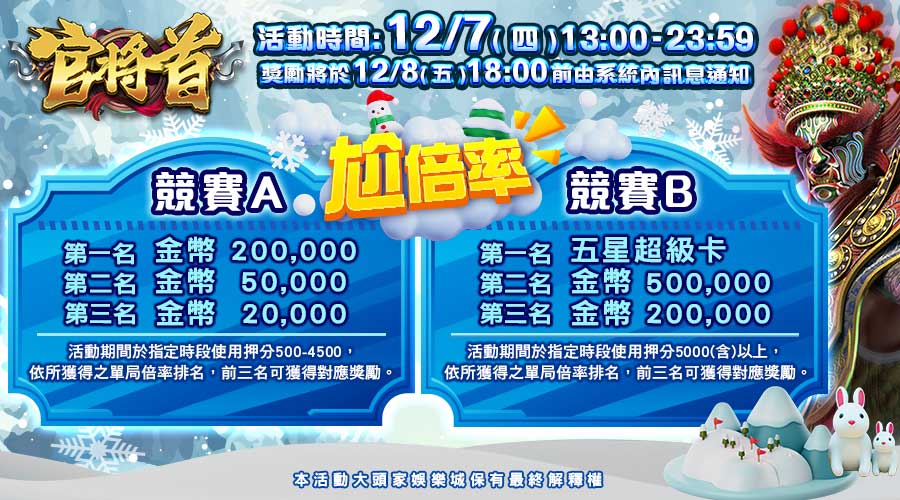 官將首
活動時間:12/7(四)13:00-23:59
獎勵將於12/8(五)18:00前由系統內訊息通知
尬倍率
競賽A
第一名 金幣 200,000
第二名 金幣 50,000
第三名 金幣 20,000
活動期間於指定時段使用押分500-4500，
依所獲得之單局倍率排名，前三名可獲得對應獎勵。
競賽B
第一名 五星超級卡
第二名 金幣 500,000
第三名 金幣 200,000
活動期間於指定時段使用押分5000(含)以上，
依所獲得之單局倍率排名，前三名可獲得對應獎勵。
本活動大頭家娛樂城保有最終解釋權